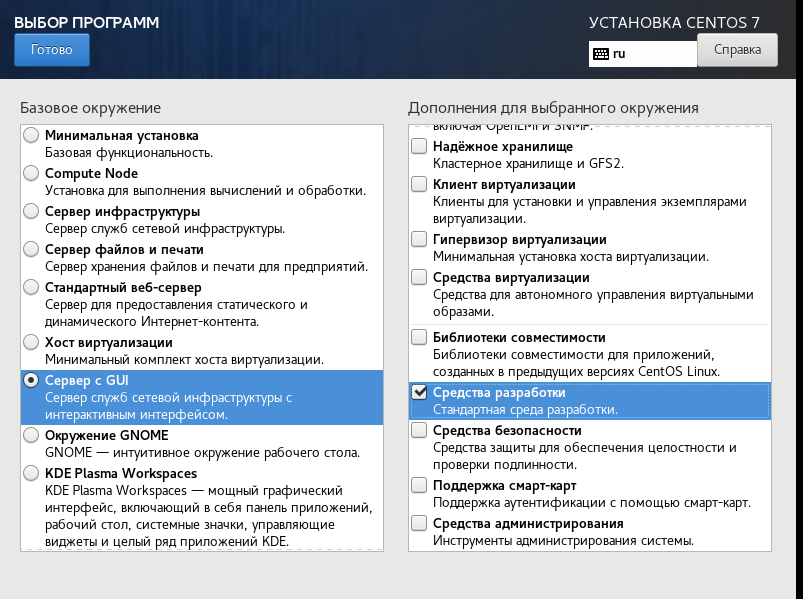 ВЫБОР ПРОГРАММ
УСТАНОВКА CENTOS 7
Готово
ru
Справка
Базовое окружение
Минимальная установка
Базовая функциональность.
Compute Node
Установка для выполнения вычислений и обработки.
Сервер инфраструктуры
Сервер служб сетевой инфраструктуры.
Сервер файлов и печати
Сервер хранения файлов и печати для предприятий.
Стандартный веб-сервер
Сервер для предоставления статического и
динамического Интернет-контента.
Хост виртуализации
Минимальный комплект хоста виртуализации.
Сервер с GUI
Сервер служб сетевой инфраструктуры с
интерактивным интерфейсом.
Окружение GNOME
GNOME — интуитивное окружение рабочего стола.
KDE Plasma Workspaces
KDE Plasma Workspaces — мощный графический
интерфейс, включающий в себя панель приложений,
рабочий стол, системные значки, управляющие
виджеты и целый ряд приложений KDE.
Дополнения для выбранного окружения
включая OpenLMI и SNMP.
Надёжное хранилище
Кластерное хранилище и GFS2.
Клиент виртуализации
Клиенты для установки и управления экземплярами
виртуализации.
Гипервизор виртуализации
Минимальная установка хоста виртуализации.
Средства виртуализации
Средства для автономного управления виртуальными
образами.
Библиотеки совместимости
Библиотеки совместимости для приложений,
созданных в предыдущих версиях CentOS Linux.
Средства разработки
Стандартная среда разработки.
Средства безопасности
Средства защиты для обеспечения целостности и
проверки подлинности.
Поддержка смарт-карт
Поддержка аутентификации с помощью смарт-карт.
Средства администрирования
Инструменты администрирования системы.